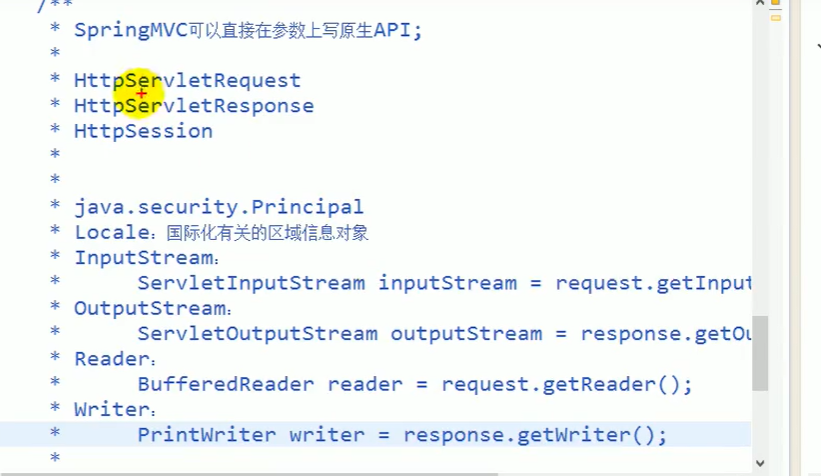 /**
* SpringMVC可以直接在参数上写原生API;
*
* HttpServletRequest
* HttpServletResponse
* HttpSession
*
*
* java.security.Principal
* Locale：国际化有关的区域信息对象
* InputStream：
* ServletInputStream inputStream = request.getInput
* OutputStream：
* ServletOutputStream outputStream = response.getOu
* Reader：
* BufferedReader reader = request.getReader();
* Writer：
* PrintWriter writer = response.getWriter();
*